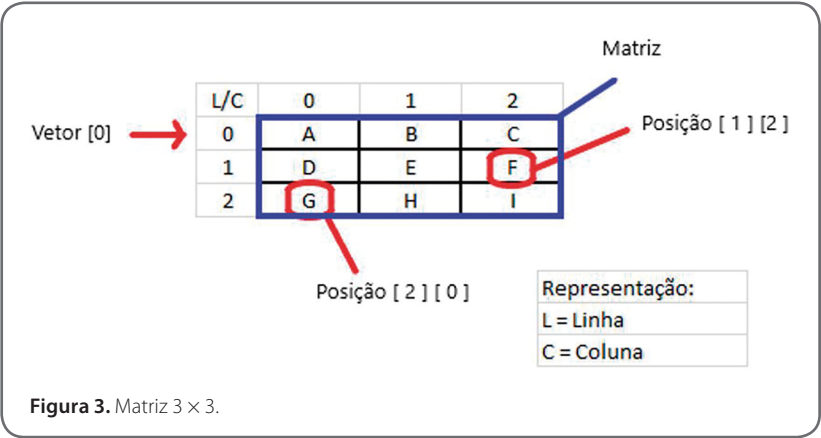 Matriz
L/C 0 1 2
Vetor [0] 0 A B C Posição [ 1 ] [2 ]
1 D E F
2 G H I
Posição [ 2 ] [ 0 ]
Representação:
L = Linha
C = Coluna
Figura 3. Matriz 3 × 3.